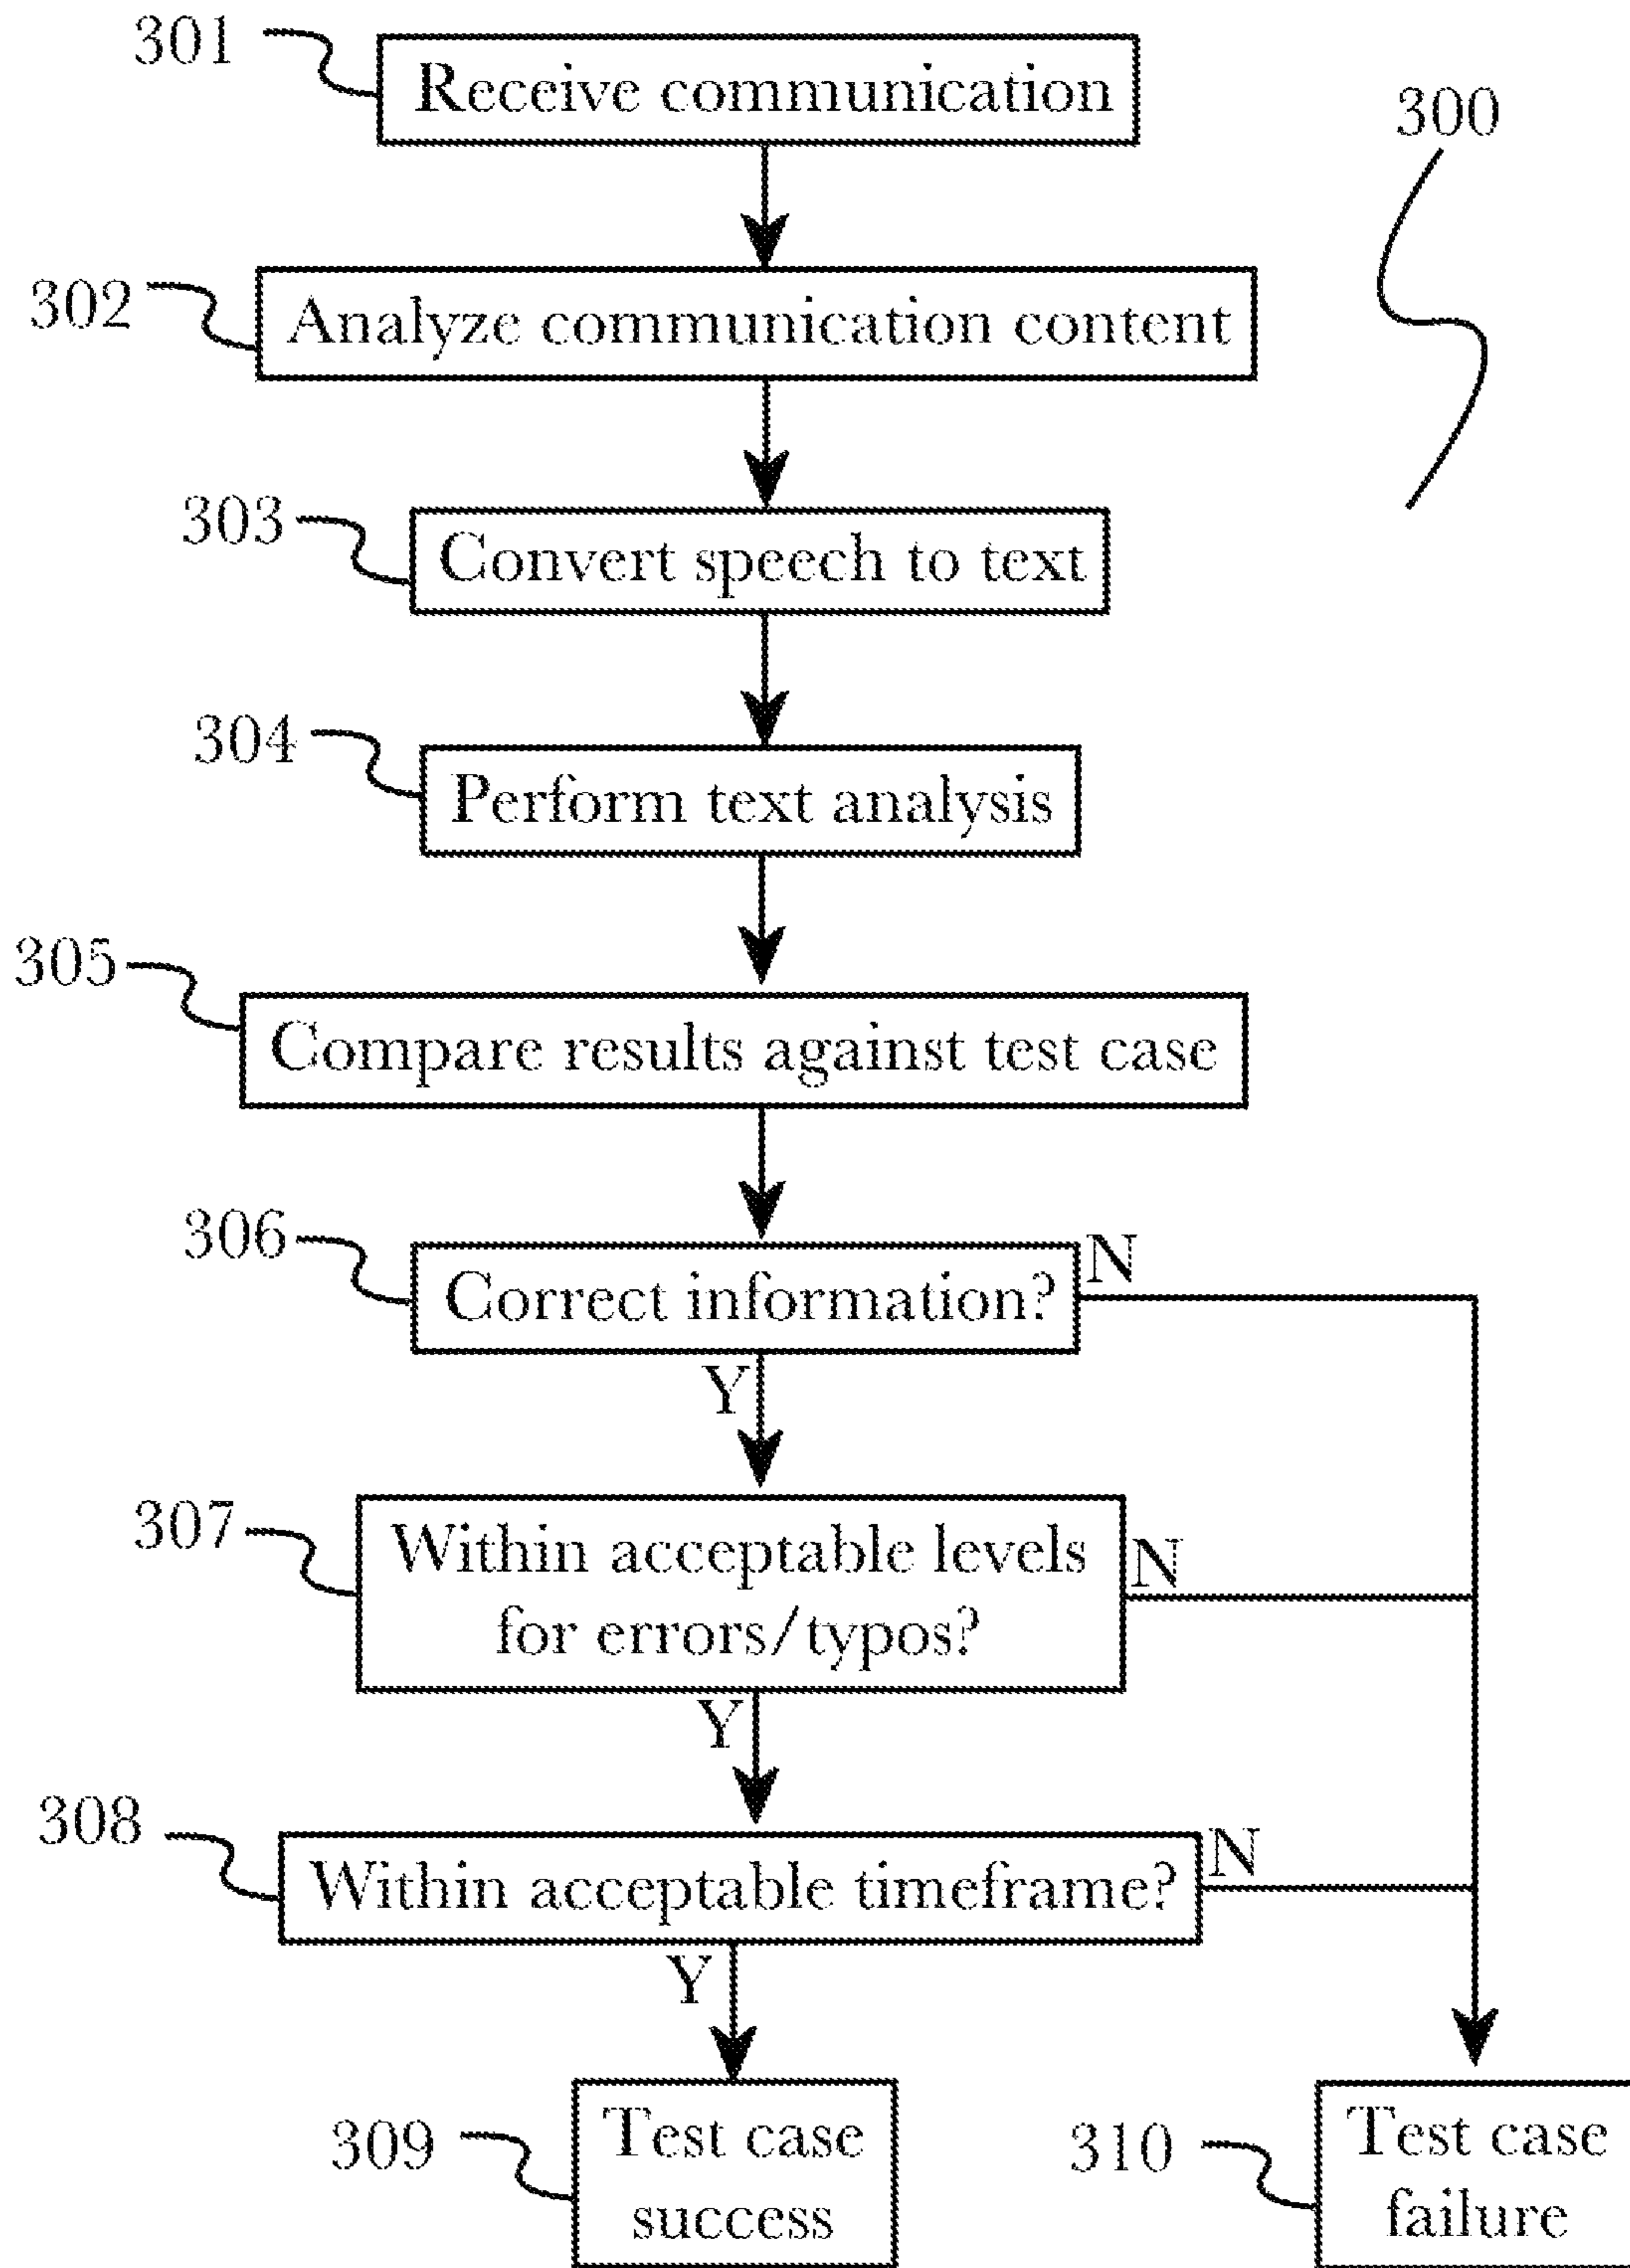 301
Receive communication
300
302
Analyze communication content
303
Convert speech to text
304
Perform text analysis
305
Compare results against test case
306
Correct information?
N
Y
307
Within acceptable levels
for errors/typos?
N
Y
308
Within acceptable timeframe?
N
Y
309
Test case
success
310
Test case
failure